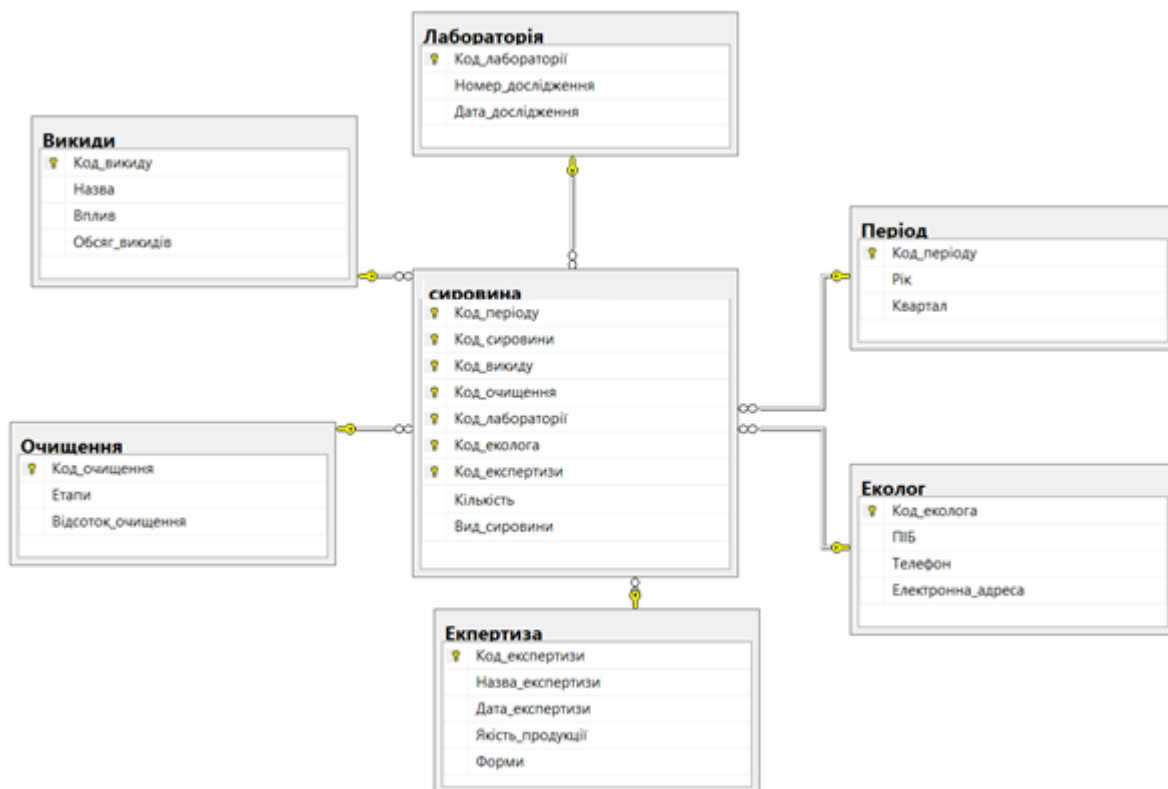 Лабораторія
Код_лабораторії
Номер_дослідження
Дата_дослідження
Викиди
Код_викиду
Назва
Вплив
Обсяг_викидів
Період
Код_періоду
Рік
Квартал
сировина
Код_періоду
Код_сировини
Код_викиду
Код_очищення
Код_лабораторії
Код_еколога
Код_експертизи
Кількість
Вид_сировини
Очищення
Код_очищення
Етапи
Відсоток_очищення
Еколог
Код_еколога
ПІБ
Телефон
Електронна_адреса
Екпертиза
Код_експертизи
Назва_експертизи
Дата_експертизи
Якість_продукції
Форми